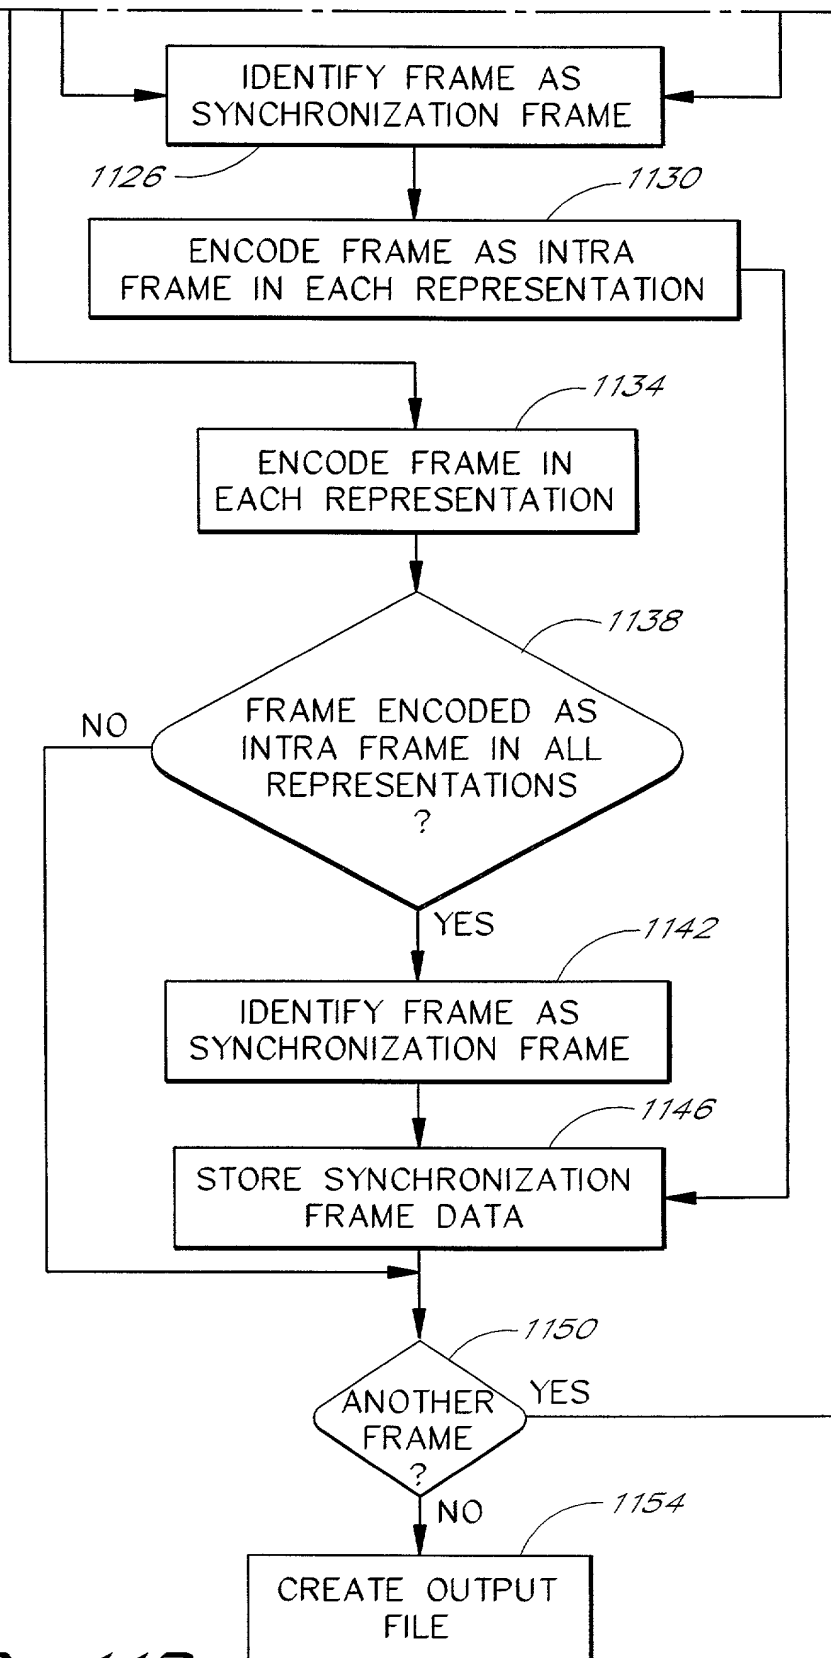 IDENTIFY FRAME AS
SYNCHRONIZATION FRAME
1126
1130
ENCODE FRAME AS INTRA
FRAME IN EACH REPRESENTATION
1134
ENCODE FRAME IN
EACH REPRESENTATION
1138
NO
FRAME ENCODED AS
INTRA FRAME IN ALL
REPRESENTATIONS
?
YES
1142
IDENTIFY FRAME AS
SYNCHRONIZATION FRAME
1146
STORE SYNCHRONIZATION
FRAME DATA
1150
YES
ANOTHER
FRAME
?
NO
1154
CREATE OUTPUT
FILE